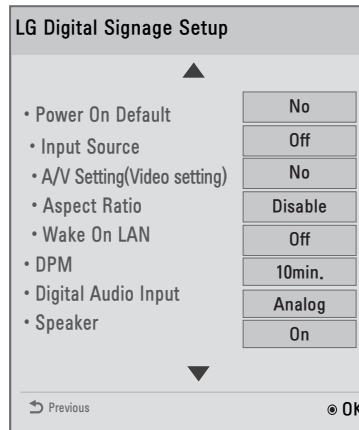 LG Digital Signage Setup
• Power On Default No
• Input Source Off
• A/V Setting(Video setting) No
• Aspect Ratio Disable
• Wake On LAN Off
• DPM 10min.
• Digital Audio Input Analog
• Speaker On
Previous
OK